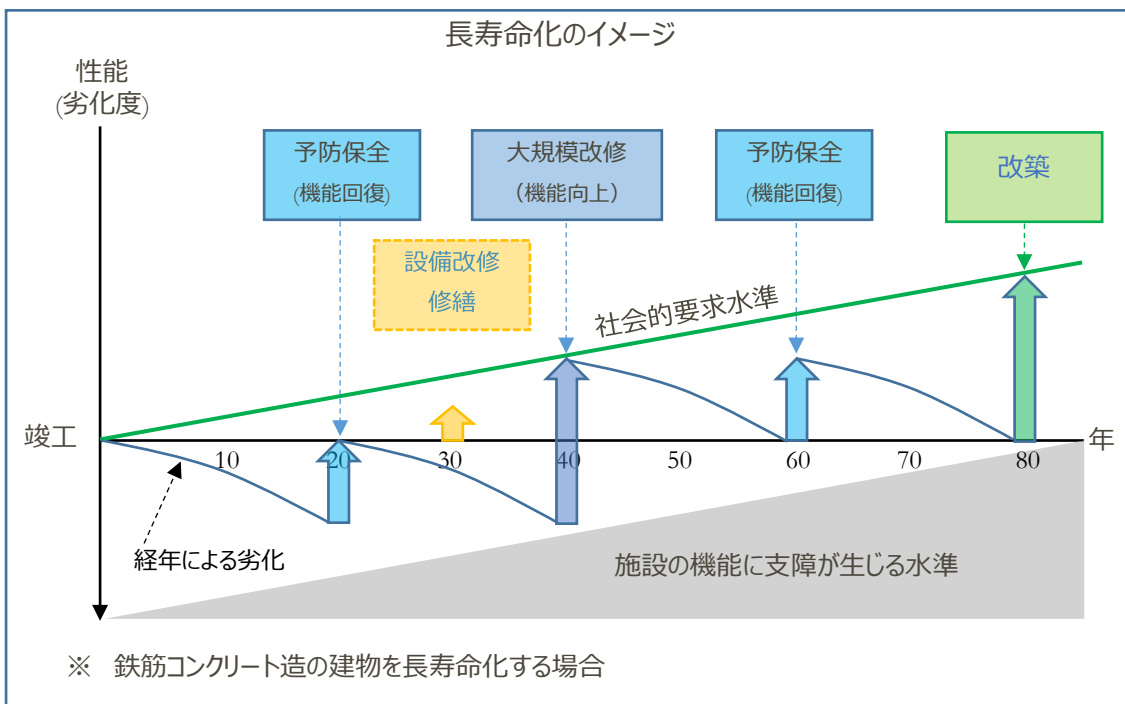 長寿命化のイメージ
性能
(劣化度)
予防保全
(機能回復)
大規模改修
（機能向上）
予防保全
(機能回復)
改築
設備改修
修繕
社会的要求水準
竣工
10
20
30
40
50
60
70
80
年
経年による劣化
施設の機能に支障が生じる水準
※　鉄筋コンクリート造の建物を長寿命化する場合